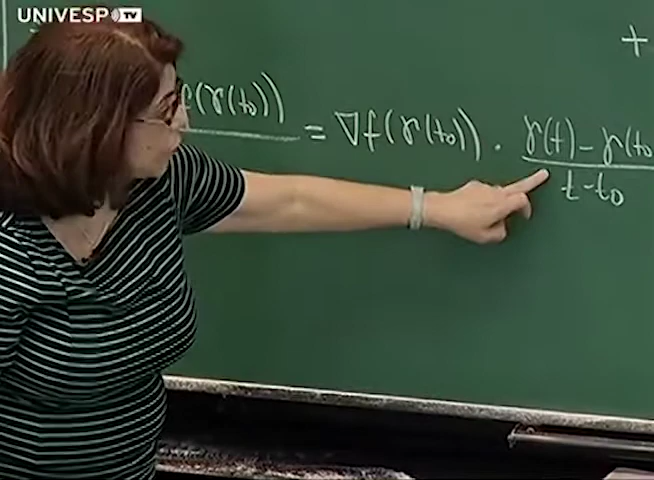 UNIVESP TV
+
f(γ(t₀)) = ∇f(γ(t₀)) · γ(t) - γ(t₀
t - t₀